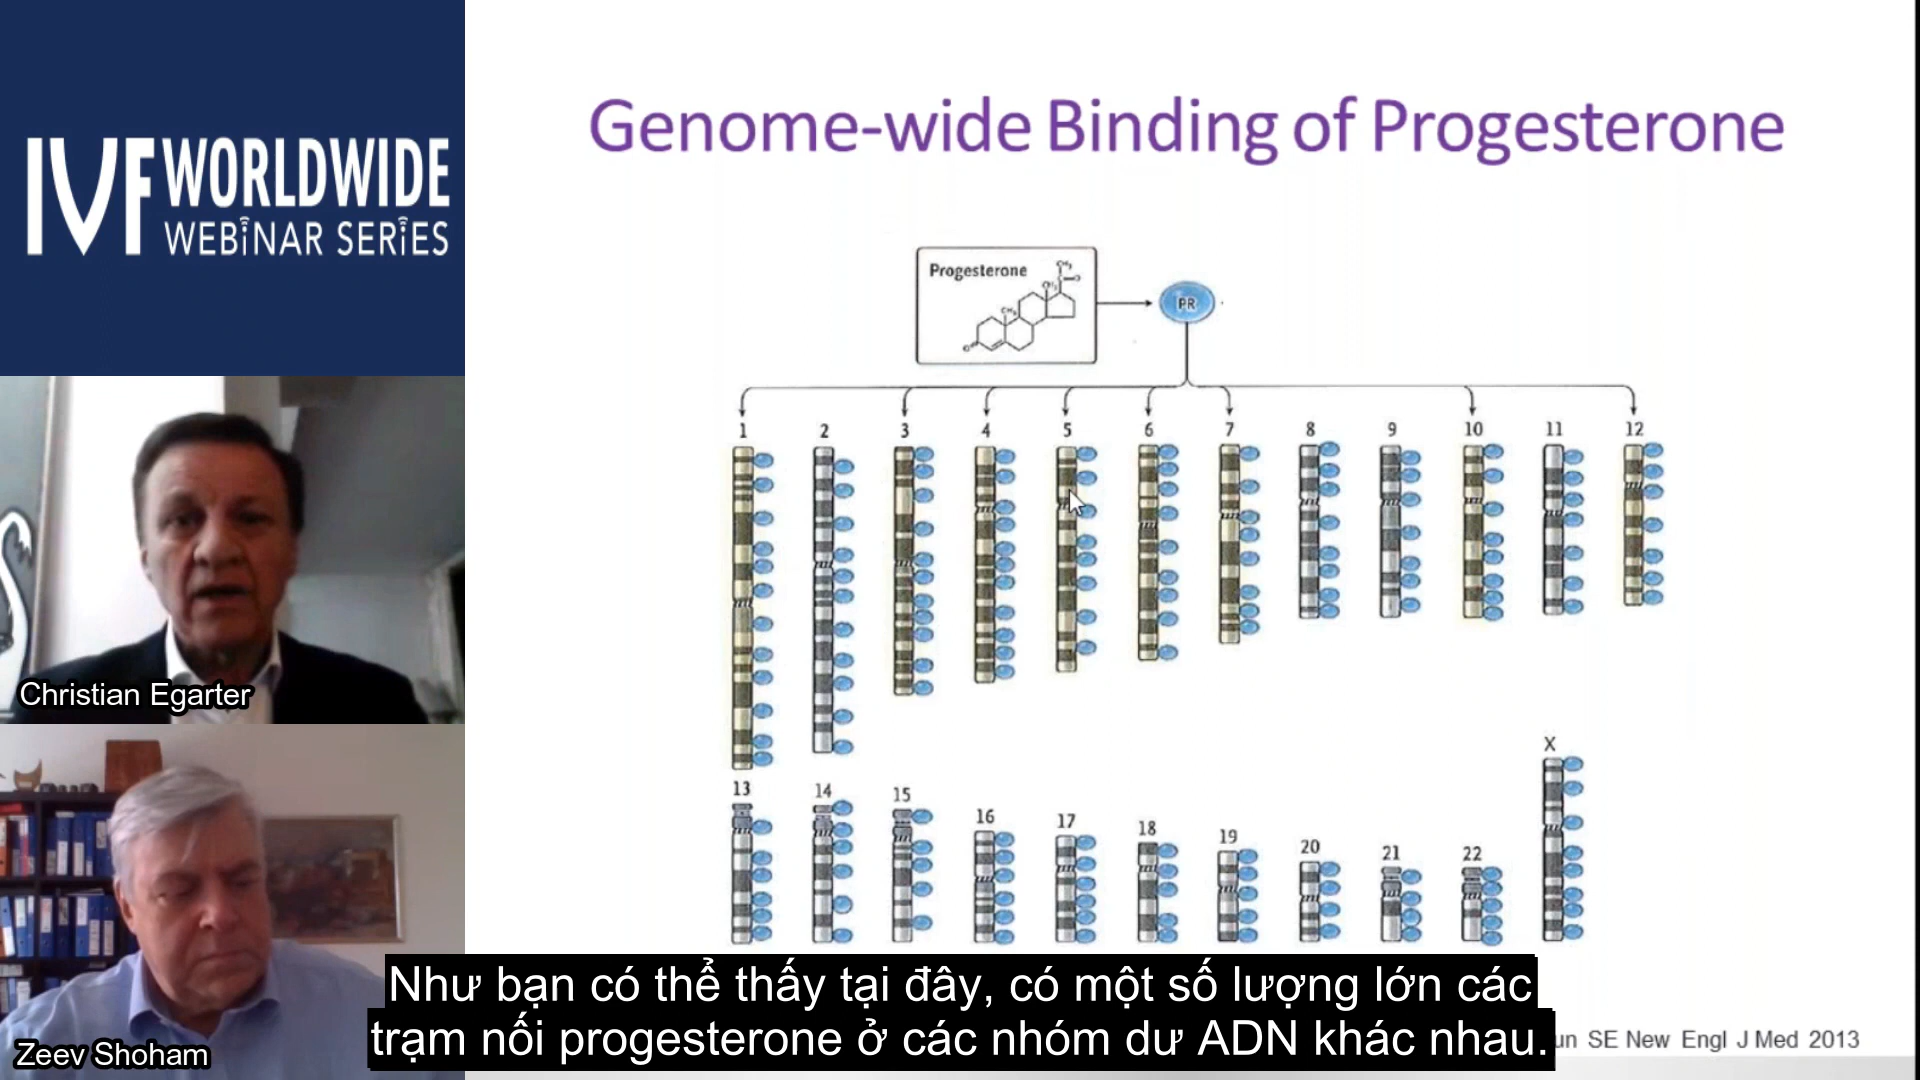 IVF WORLDWIDE
WEBINAR SERIES
Genome-wide Binding of Progesterone
Progesterone
CH₃
CH₃
CH₃
O
O
PR
1 2 3 4 5 6 7 8 9 10 11 12
13 14 15 16 17 18 19 20 21 22 X
Christian Egarter
Zeev Shoham
Như bạn có thể thấy tại đây, có một số lượng lớn các
trạm nối progesterone ở các nhóm dư ADN khác nhau.
SE New Engl J Med 2013